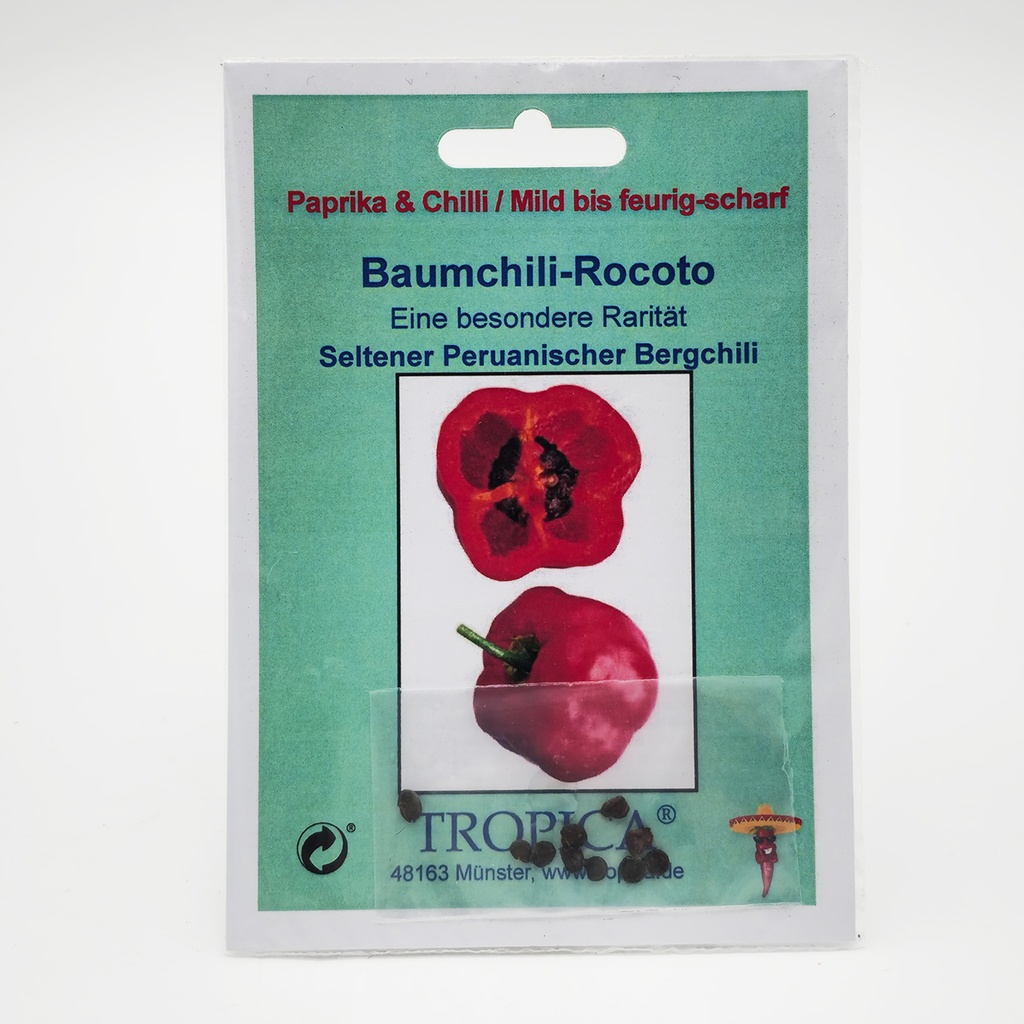 Paprika & Chilli / Mild bis feurig-scharf
Baumchili-Rocoto
Eine besondere Rarität
Seltener Peruanischer Bergchili
TROPICA®
®
48163 Münster,